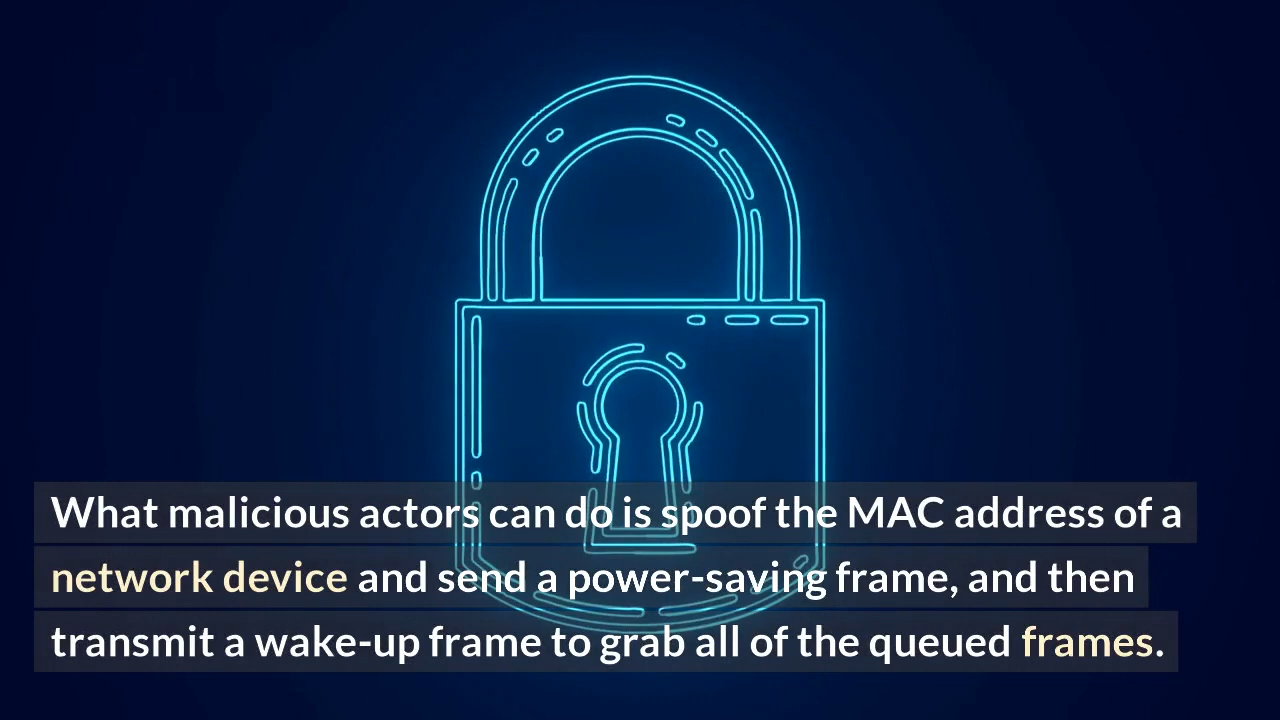 What malicious actors can do is spoof the MAC address of a
network device and send a power-saving frame, and then
transmit a wake-up frame to grab all of the queued frames.